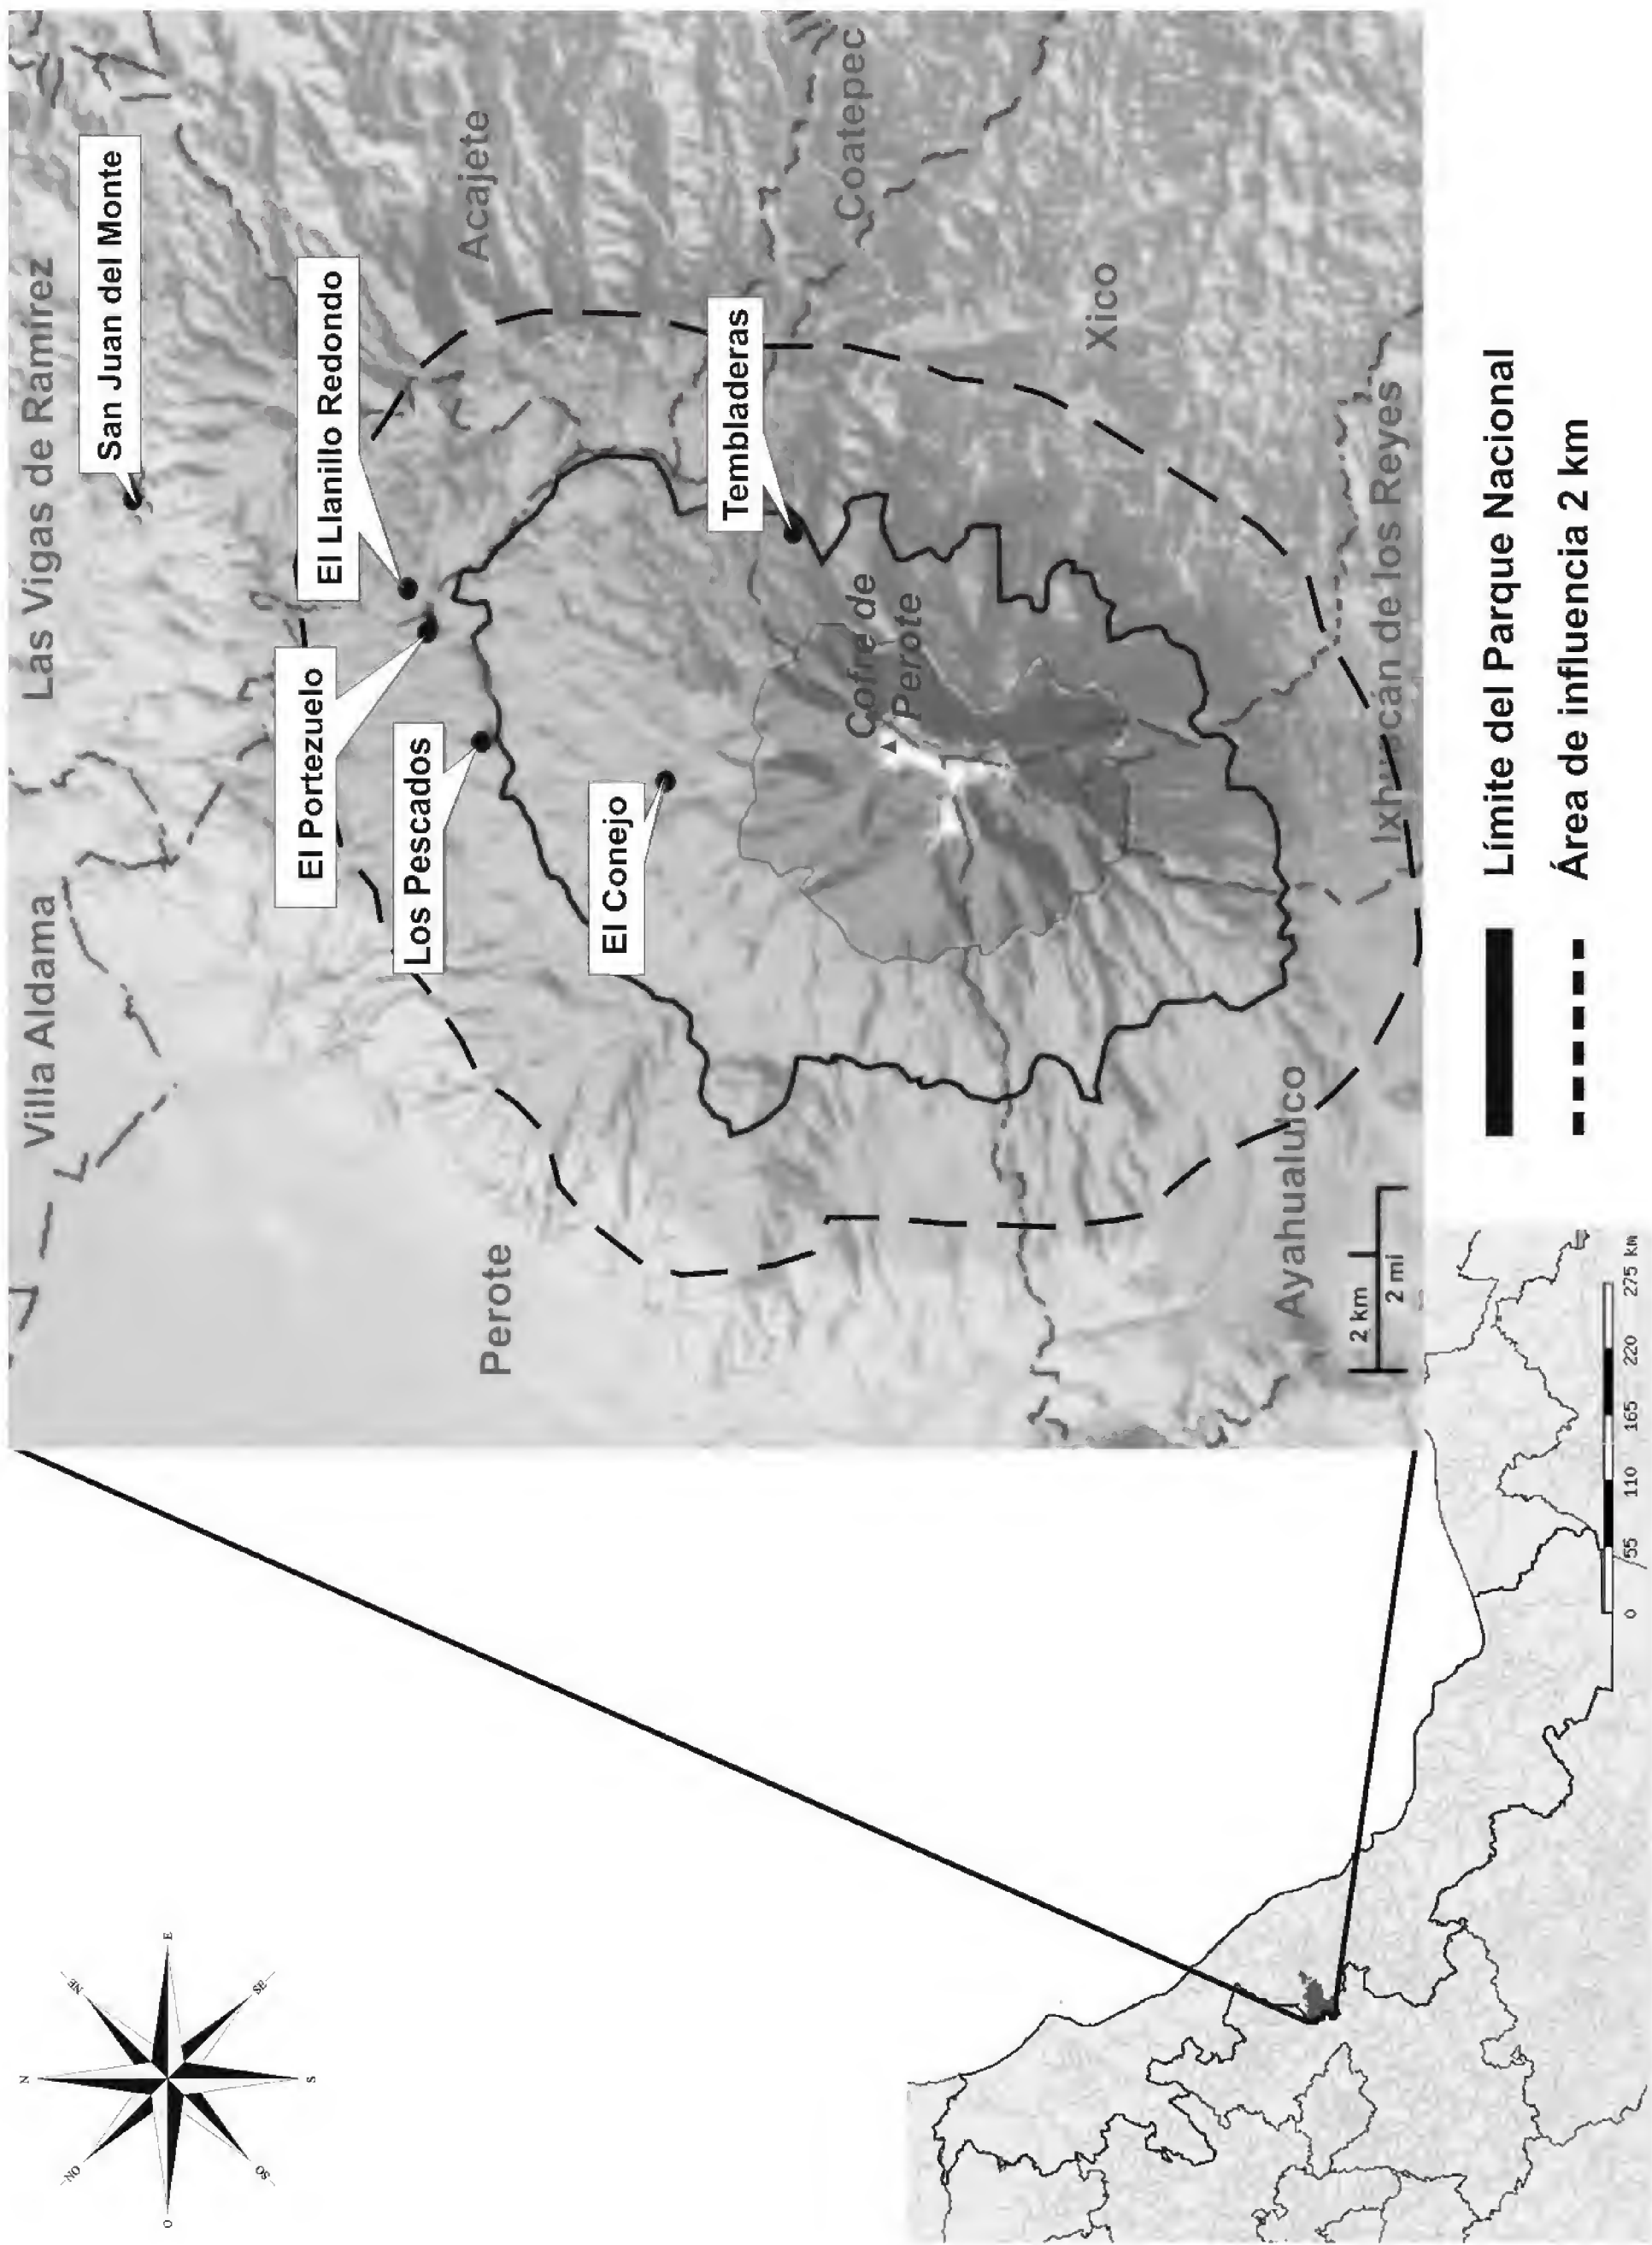 N
NE
E
SE
S
SO
O
NO
Villa Aldama
Las Vigas de Ramírez
San Juan del Monte
El Portezuelo
El Llanillo Redondo
Los Pescados
Acajete
Perote
El Conejo
Tembladeras
Coatepec
Cofre de
Perote
Xico
Ayahualulco
Ixhuacán de los Reyes
2 km
2 mi
Límite del Parque Nacional
Área de influencia 2 km
0 55 110 165 220 275 km